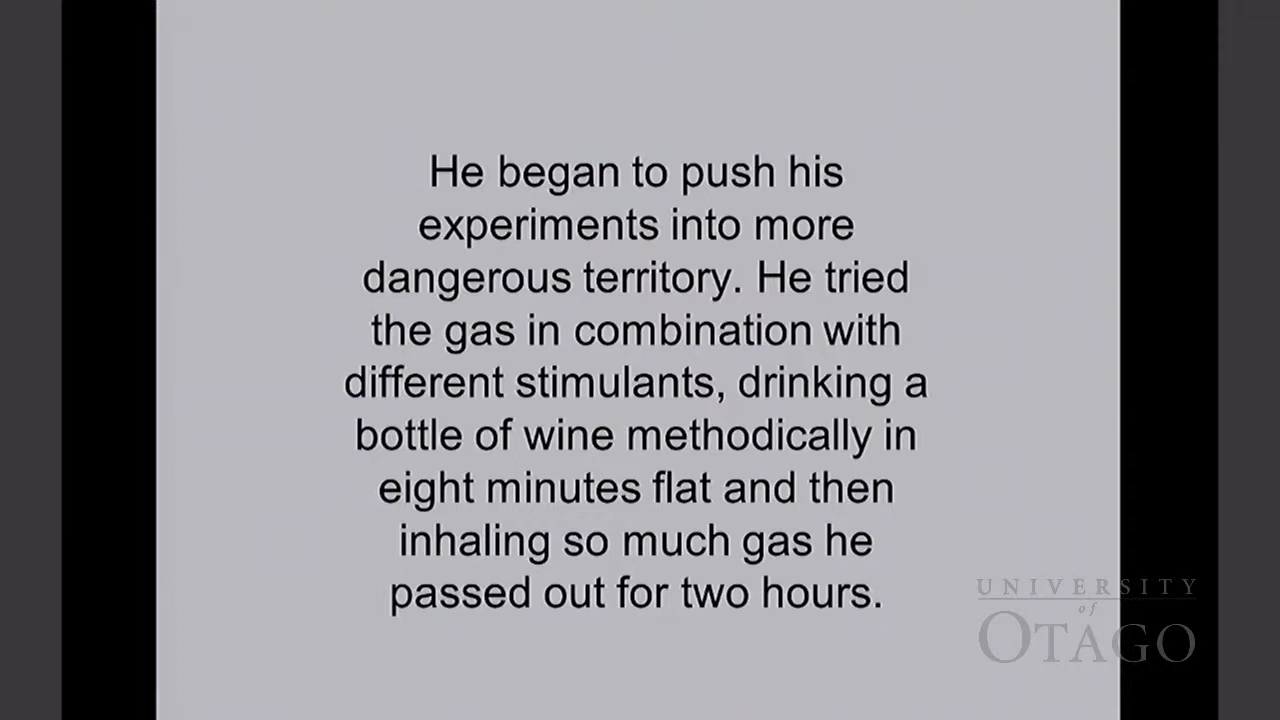 He began to push his
experiments into more
dangerous territory. He tried
the gas in combination with
different stimulants, drinking a
bottle of wine methodically in
eight minutes flat and then
inhaling so much gas he
passed out for two hours.
UNIVERSITY
of
OTAGO